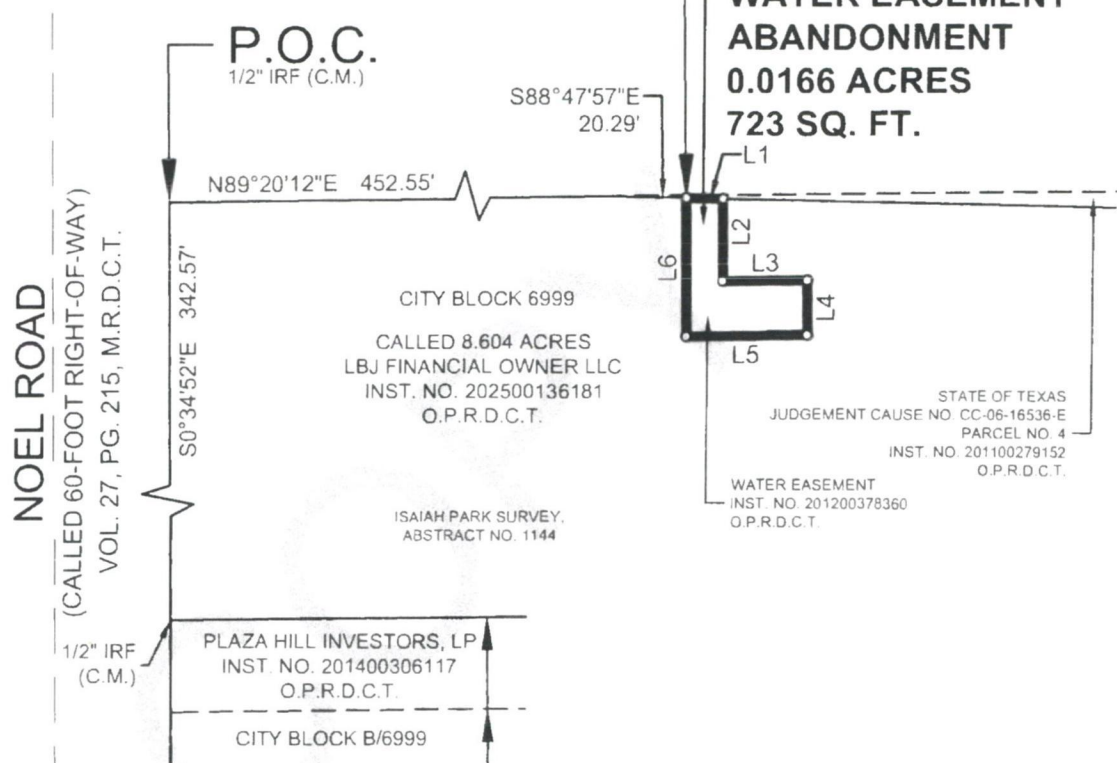 WATER EASEMENT
ABANDONMENT
0.0166 ACRES
723 SQ. FT.
P.O.C.
1/2" IRF (C.M.)
S88°47'57"E
20.29'
L1
N89°20'12"E 452.55'
L2
L3
L4
L5
L6
NOEL ROAD
(CALLED 60-FOOT RIGHT-OF-WAY)
VOL. 27, PG. 215, M.R.D.C.T.
S0°34'52"E 342.57'
CITY BLOCK 6999
CALLED 8.604 ACRES
LBJ FINANCIAL OWNER LLC
INST. NO. 202500136181
O.P.R.D.C.T.
STATE OF TEXAS
JUDGEMENT CAUSE NO. CC-06-16536-E
PARCEL NO. 4
INST. NO. 201100279152
O.P.R.D.C.T.
WATER EASEMENT
INST. NO. 201200378360
O.P.R.D.C.T.
ISAIAH PARK SURVEY,
ABSTRACT NO. 1144
1/2" IRF
(C.M.)
PLAZA HILL INVESTORS, LP
INST. NO. 201400306117
O.P.R.D.C.T.
CITY BLOCK B/6999